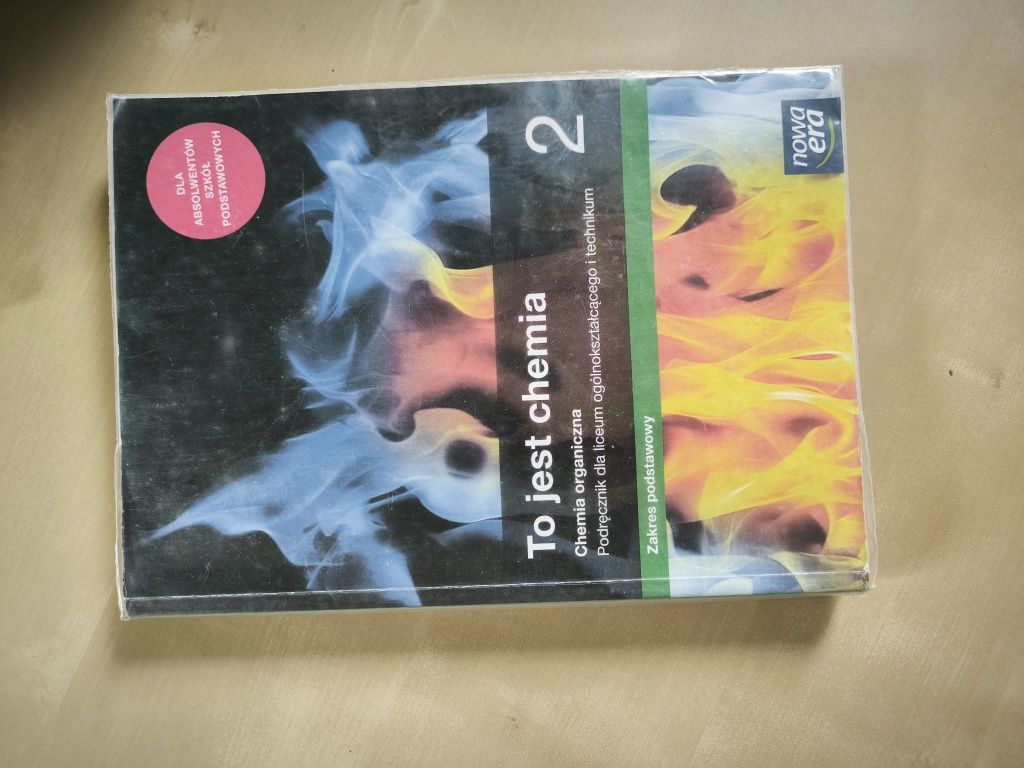 DLA
ABSOLWENTÓW
SZKÓŁ
PODSTAWOWYCH
To jest chemia 2
Chemia organiczna
Podręcznik dla liceum ogólnokształcącego i technikum
Zakres podstawowy
nowa
era